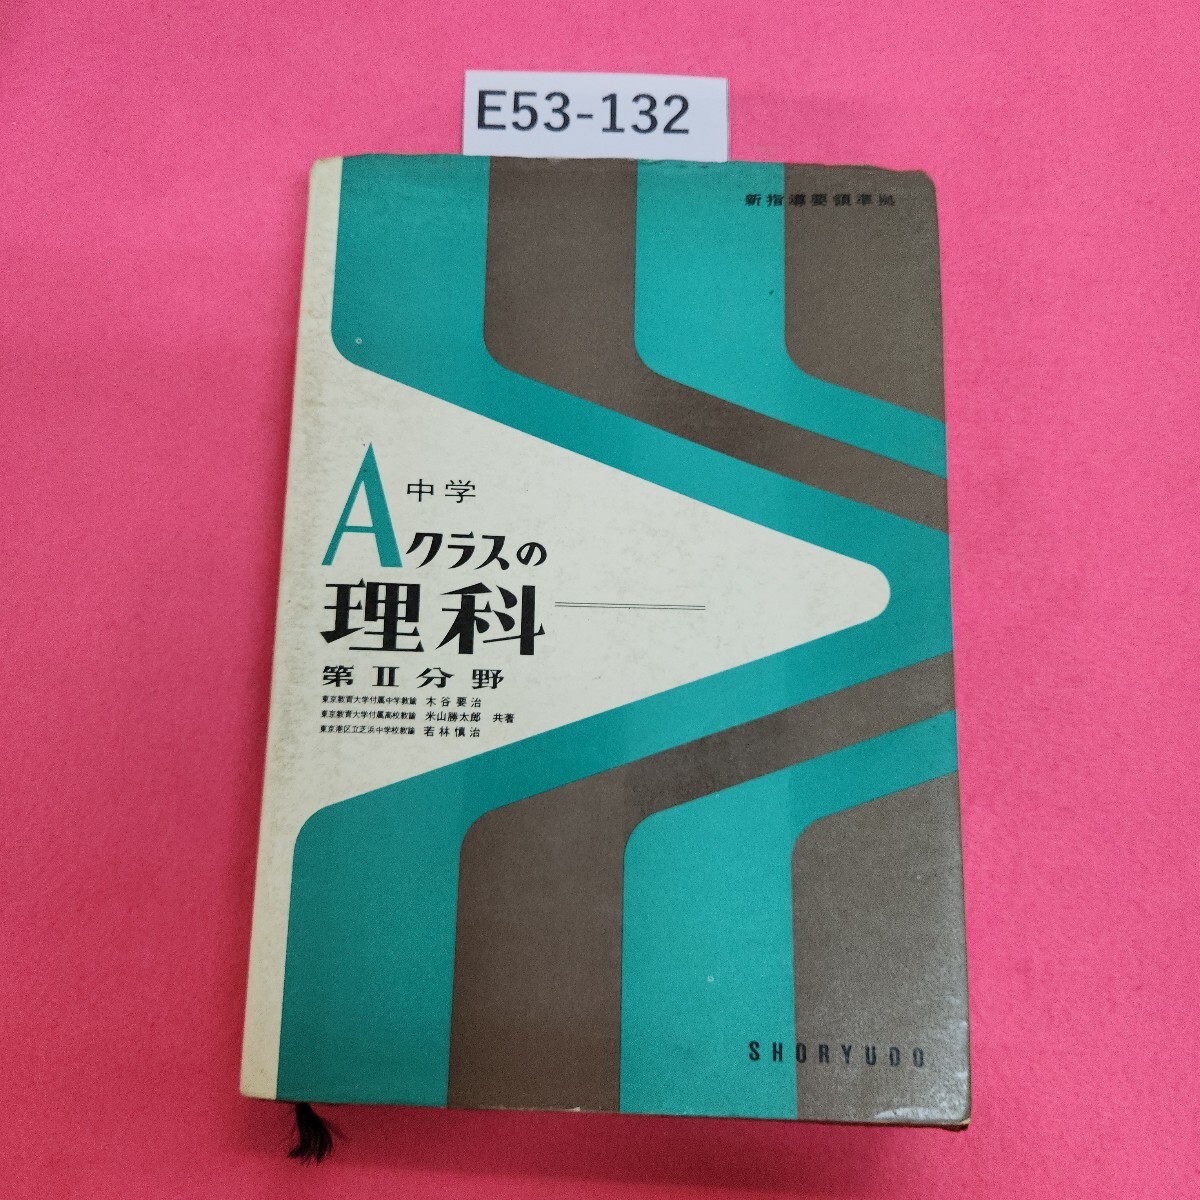 E53-132
新指導要領準拠
中学
Aクラスの
理科
第II分野
東京教育大学付属中学教諭 木谷要治
東京教育大学付属高校教諭 米山勝太郎 共著
東京港区立芝浜中学校教諭 若林慎治
SHORYUDO